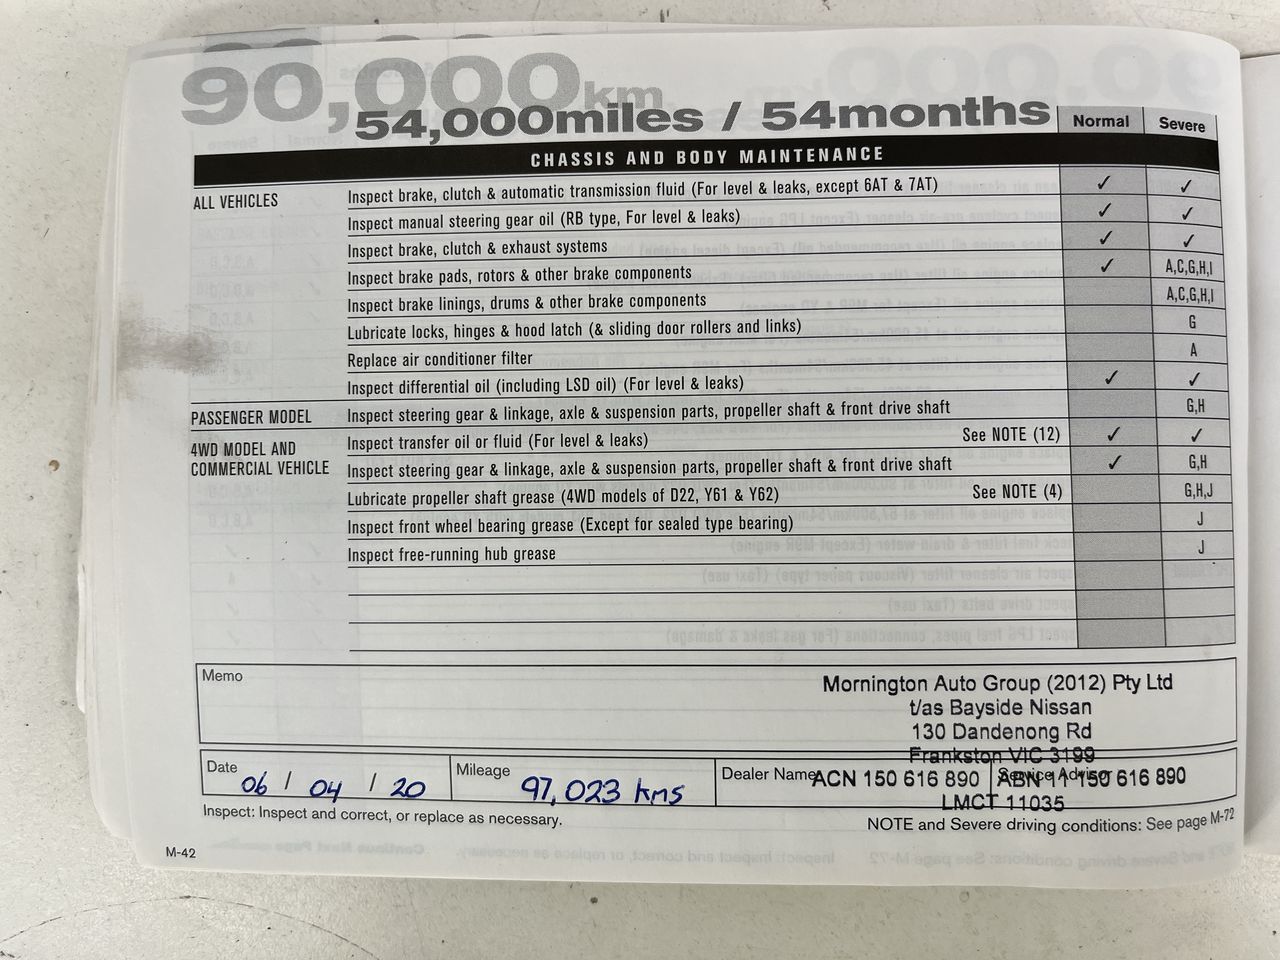 90,000km
54,000miles / 54months
Normal Severe
CHASSIS AND BODY MAINTENANCE
ALL VEHICLES Inspect brake, clutch & automatic transmission fluid (For level & leaks, except 6AT & 7AT) ✓ ✓
Inspect manual steering gear oil (RB type, For level & leaks) ✓ ✓
Inspect brake, clutch & exhaust systems ✓ ✓
Inspect brake pads, rotors & other brake components ✓ A,C,G,H,I
Inspect brake linings, drums & other brake components A,C,G,H,I
Lubricate locks, hinges & hood latch (& sliding door rollers and links) G
Replace air conditioner filter A
Inspect differential oil (including LSD oil) (For level & leaks) ✓ ✓
PASSENGER MODEL Inspect steering gear & linkage, axle & suspension parts, propeller shaft & front drive shaft G,H
4WD MODEL AND COMMERCIAL VEHICLE Inspect transfer oil or fluid (For level & leaks) See NOTE (12) ✓ ✓
Inspect steering gear & linkage, axle & suspension parts, propeller shaft & front drive shaft ✓ G,H
Lubricate propeller shaft grease (4WD models of D22, Y61 & Y62) See NOTE (4) G,H,J
Inspect front wheel bearing grease (Except for sealed type bearing) J
Inspect free-running hub grease J
Memo
Mornington Auto Group (2012) Pty Ltd
t/as Bayside Nissan
130 Dandenong Rd
Frankston VIC 3199
Date 06 / 04 / 20 Mileage 97,023 kms Dealer Name Service Advisor
ACN 150 616 890 ABN 11 150 616 890
LMCT 11035
Inspect: Inspect and correct, or replace as necessary.
NOTE and Severe driving conditions: See page M-72
M-42